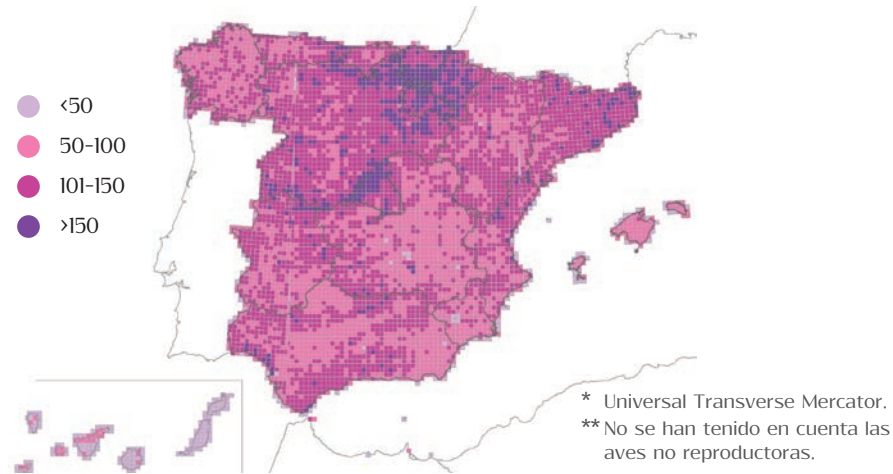 <50
50-100
101-150
>150
* Universal Transverse Mercator.
** No se han tenido en cuenta las
aves no reproductoras.